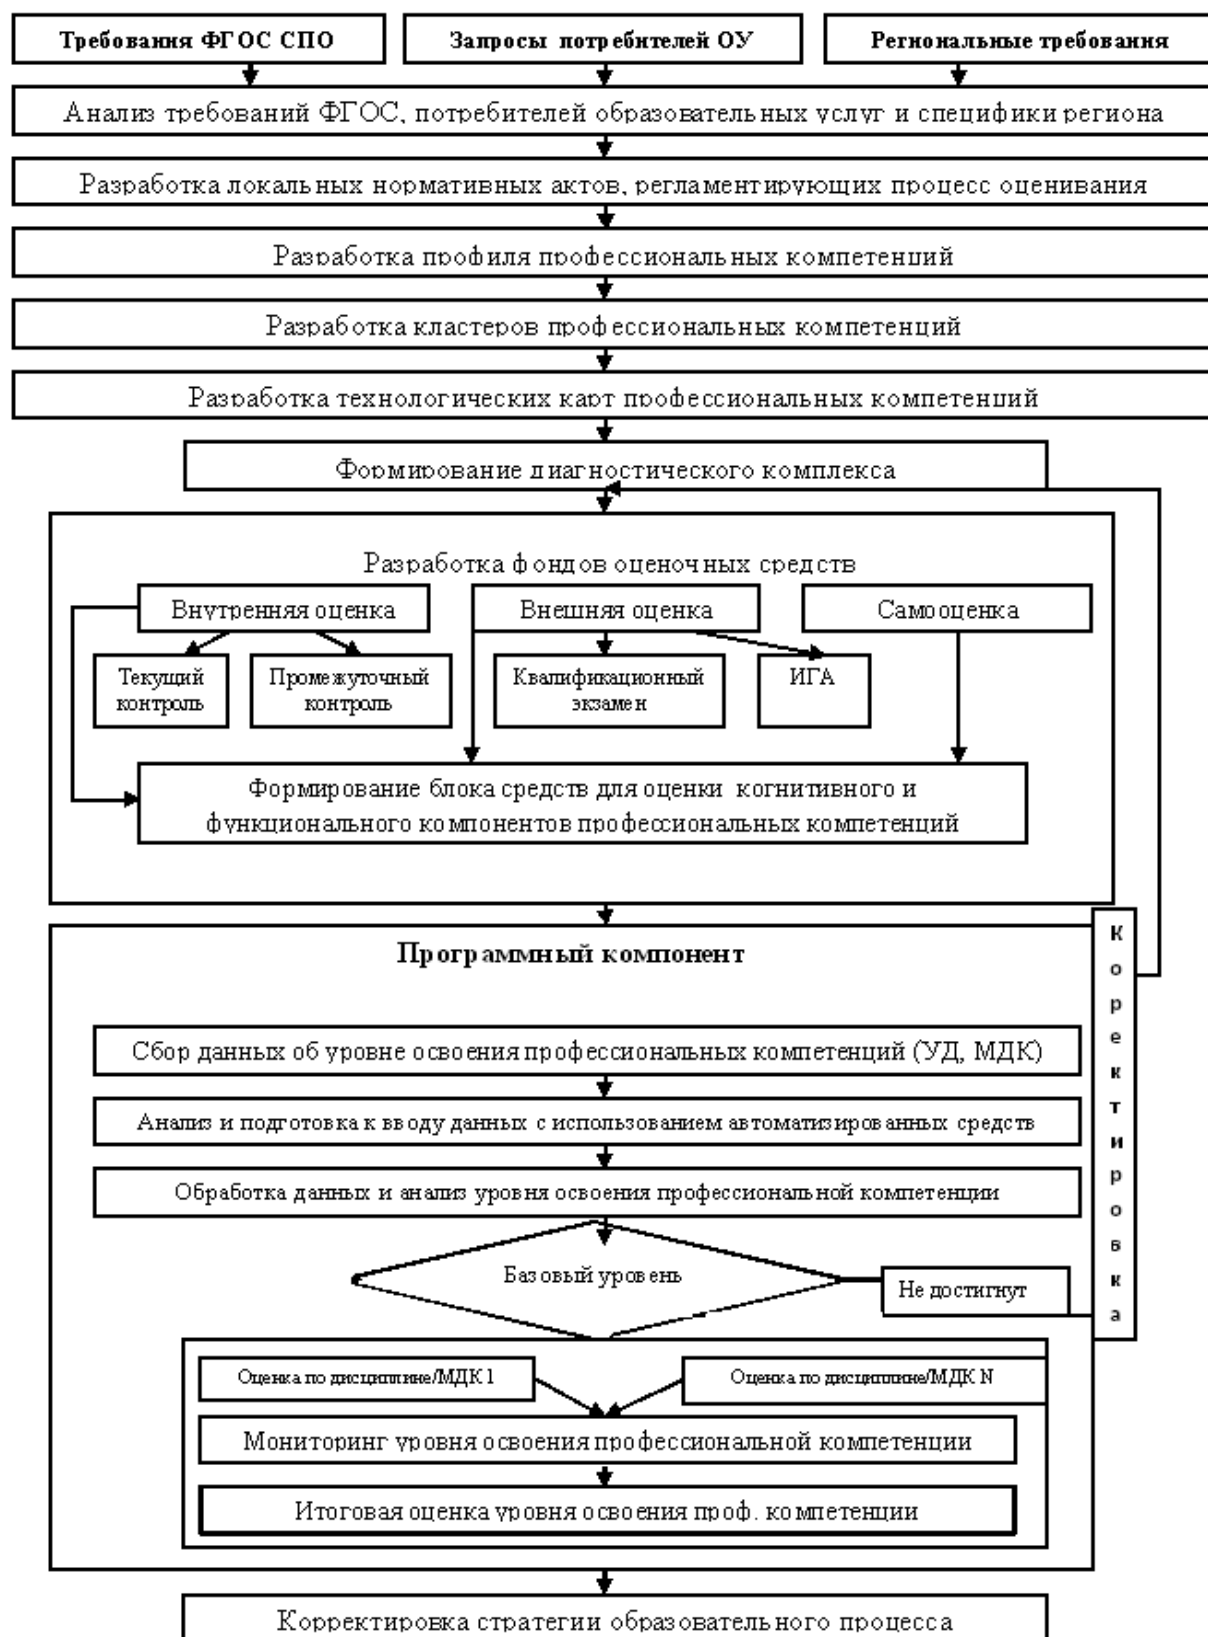 Требования ФГОС СПО
Запросы потребителей ОУ
Региональные требования
Анализ требований ФГОС, потребителей образовательных услуг и специфики региона
Разработка локальных нормативных актов, регламентирующих процесс оценивания
Разработка профиля профессиональных компетенций
Разработка кластеров профессиональных компетенций
Разработка технологических карт профессиональных компетенций
Формирование диагностического комплекса
Разработка фондов оценочных средств
Внутренняя оценка
Внешняя оценка
Самооценка
Текущий
контроль
Промежуточный
контроль
Квалификационный
экзамен
ИГА
Формирование блока средств для оценки когнитивного и
функционального компонентов профессиональных компетенций
Программный компонент
Коректировка
Сбор данных об уровне освоения профессиональных компетенций (УД, МДК)
Анализ и подготовка к вводу данных с использованием автоматизированных средств
Обработка данных и анализ уровня освоения профессиональной компетенции
Базовый уровень
Не достигнут
Оценка по дисциплине/МДК 1
Оценка по дисциплине/МДК N
Мониторинг уровня освоения профессиональной компетенции
Итоговая оценка уровня освоения проф. компетенции
Корректировка стратегии образовательного процесса